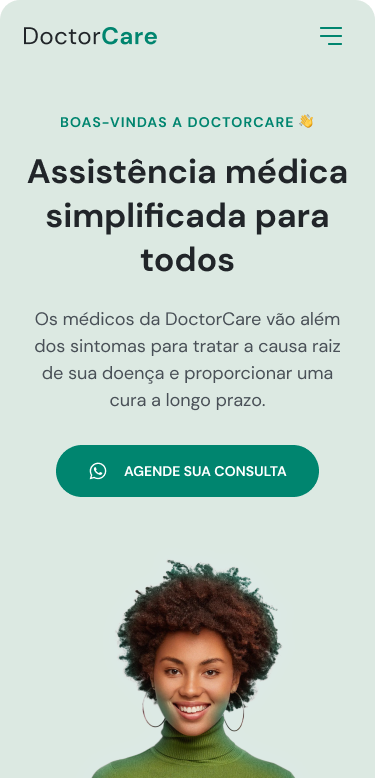 DoctorCare
BOAS-VINDAS A DOCTORCARE 👋
Assistência médica
simplificada para
todos
Os médicos da DoctorCare vão além
dos sintomas para tratar a causa raiz
de sua doença e proporcionar uma
cura a longo prazo.
AGENDE SUA CONSULTA